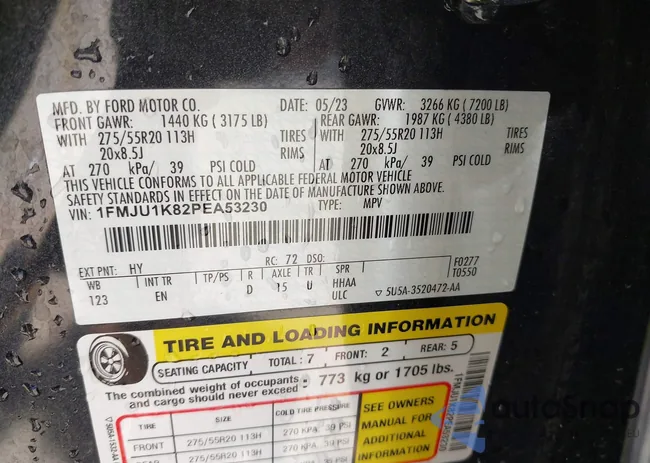 MFD. BY FORD MOTOR CO. DATE: 05/23 GVWR: 3266 KG ( 7200 LB)
FRONT GAWR: 1440 KG ( 3175 LB) REAR GAWR: 1987 KG ( 4380 LB)
WITH 275/55R20 113H TIRES WITH 275/55R20 113H TIRES
20x8.5J RIMS 20x8.5J RIMS
AT 270 kPa/ 39 PSI COLD AT 270 kPa/ 39 PSI COLD
THIS VEHICLE CONFORMS TO ALL APPLICABLE FEDERAL MOTOR VEHICLE
SAFETY STANDARDS IN EFFECT ON THE DATE OF MANUFACTURE SHOWN ABOVE.
VIN: 1FMJU1K82PEA53230 TYPE: MPV
EXT PNT: HY RC: 72 DSO: F0277
WB INT TR TP/PS R AXLE TR SPR T0550
123 EN D 15 U HHAA
ULC ▽ 5U5A-3520472-AA
TIRE AND LOADING INFORMATION
SEATING CAPACITY TOTAL: 7 FRONT: 2 REAR: 5
The combined weight of occupants
and cargo should never exceed: 773 kg or 1705 lbs.
TIRE SIZE COLD TIRE PRESSURE
FRONT 275/55R20 113H 270 KPA, 39 PSI
SEE OWNERS
MANUAL FOR
ADDITIONAL
INFORMATION
autosnap